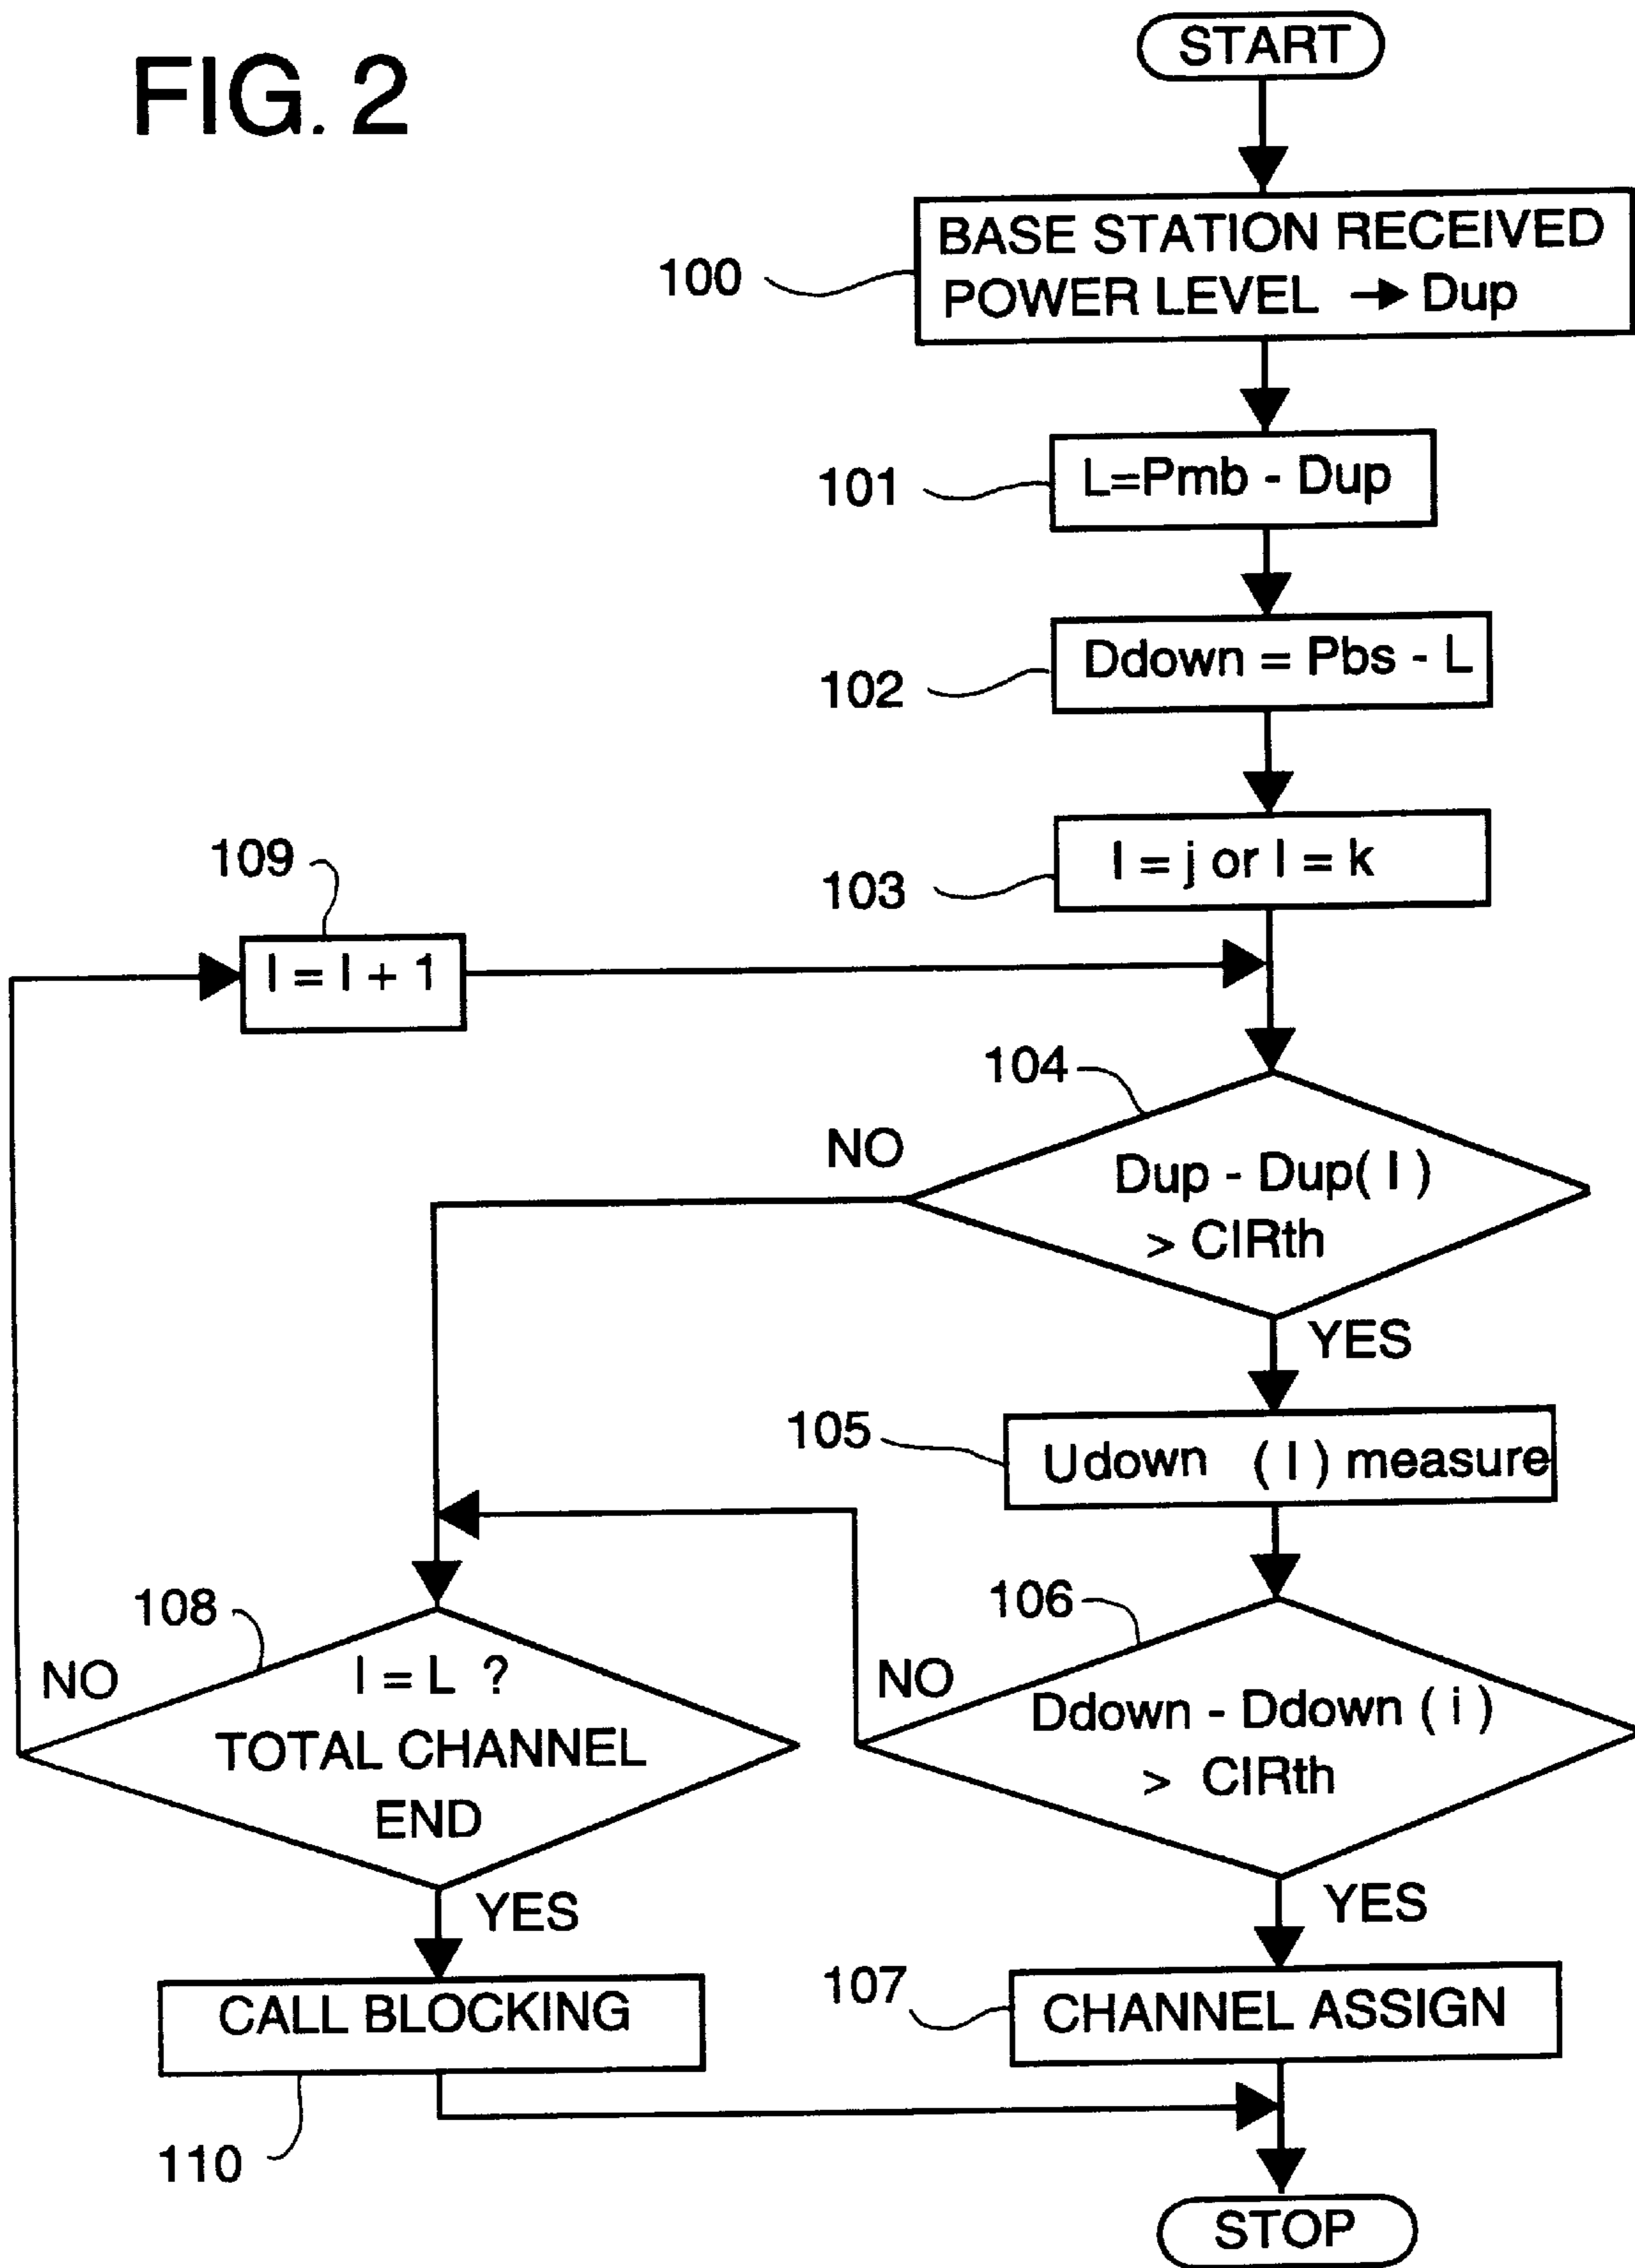 FIG. 2
START
BASE STATION RECEIVED
POWER LEVEL → Dup
100
L=Pmb - Dup
101
Ddown = Pbs - L
102
I = j or I = k
103
109
I = I + 1
104
NO
Dup - Dup( I )
> CIRth
YES
105
Udown ( I ) measure
108
106
I = L ?
NO
TOTAL CHANNEL
END
NO
Ddown - Ddown ( i )
> CIRth
YES
YES
CALL BLOCKING
107
CHANNEL ASSIGN
110
STOP